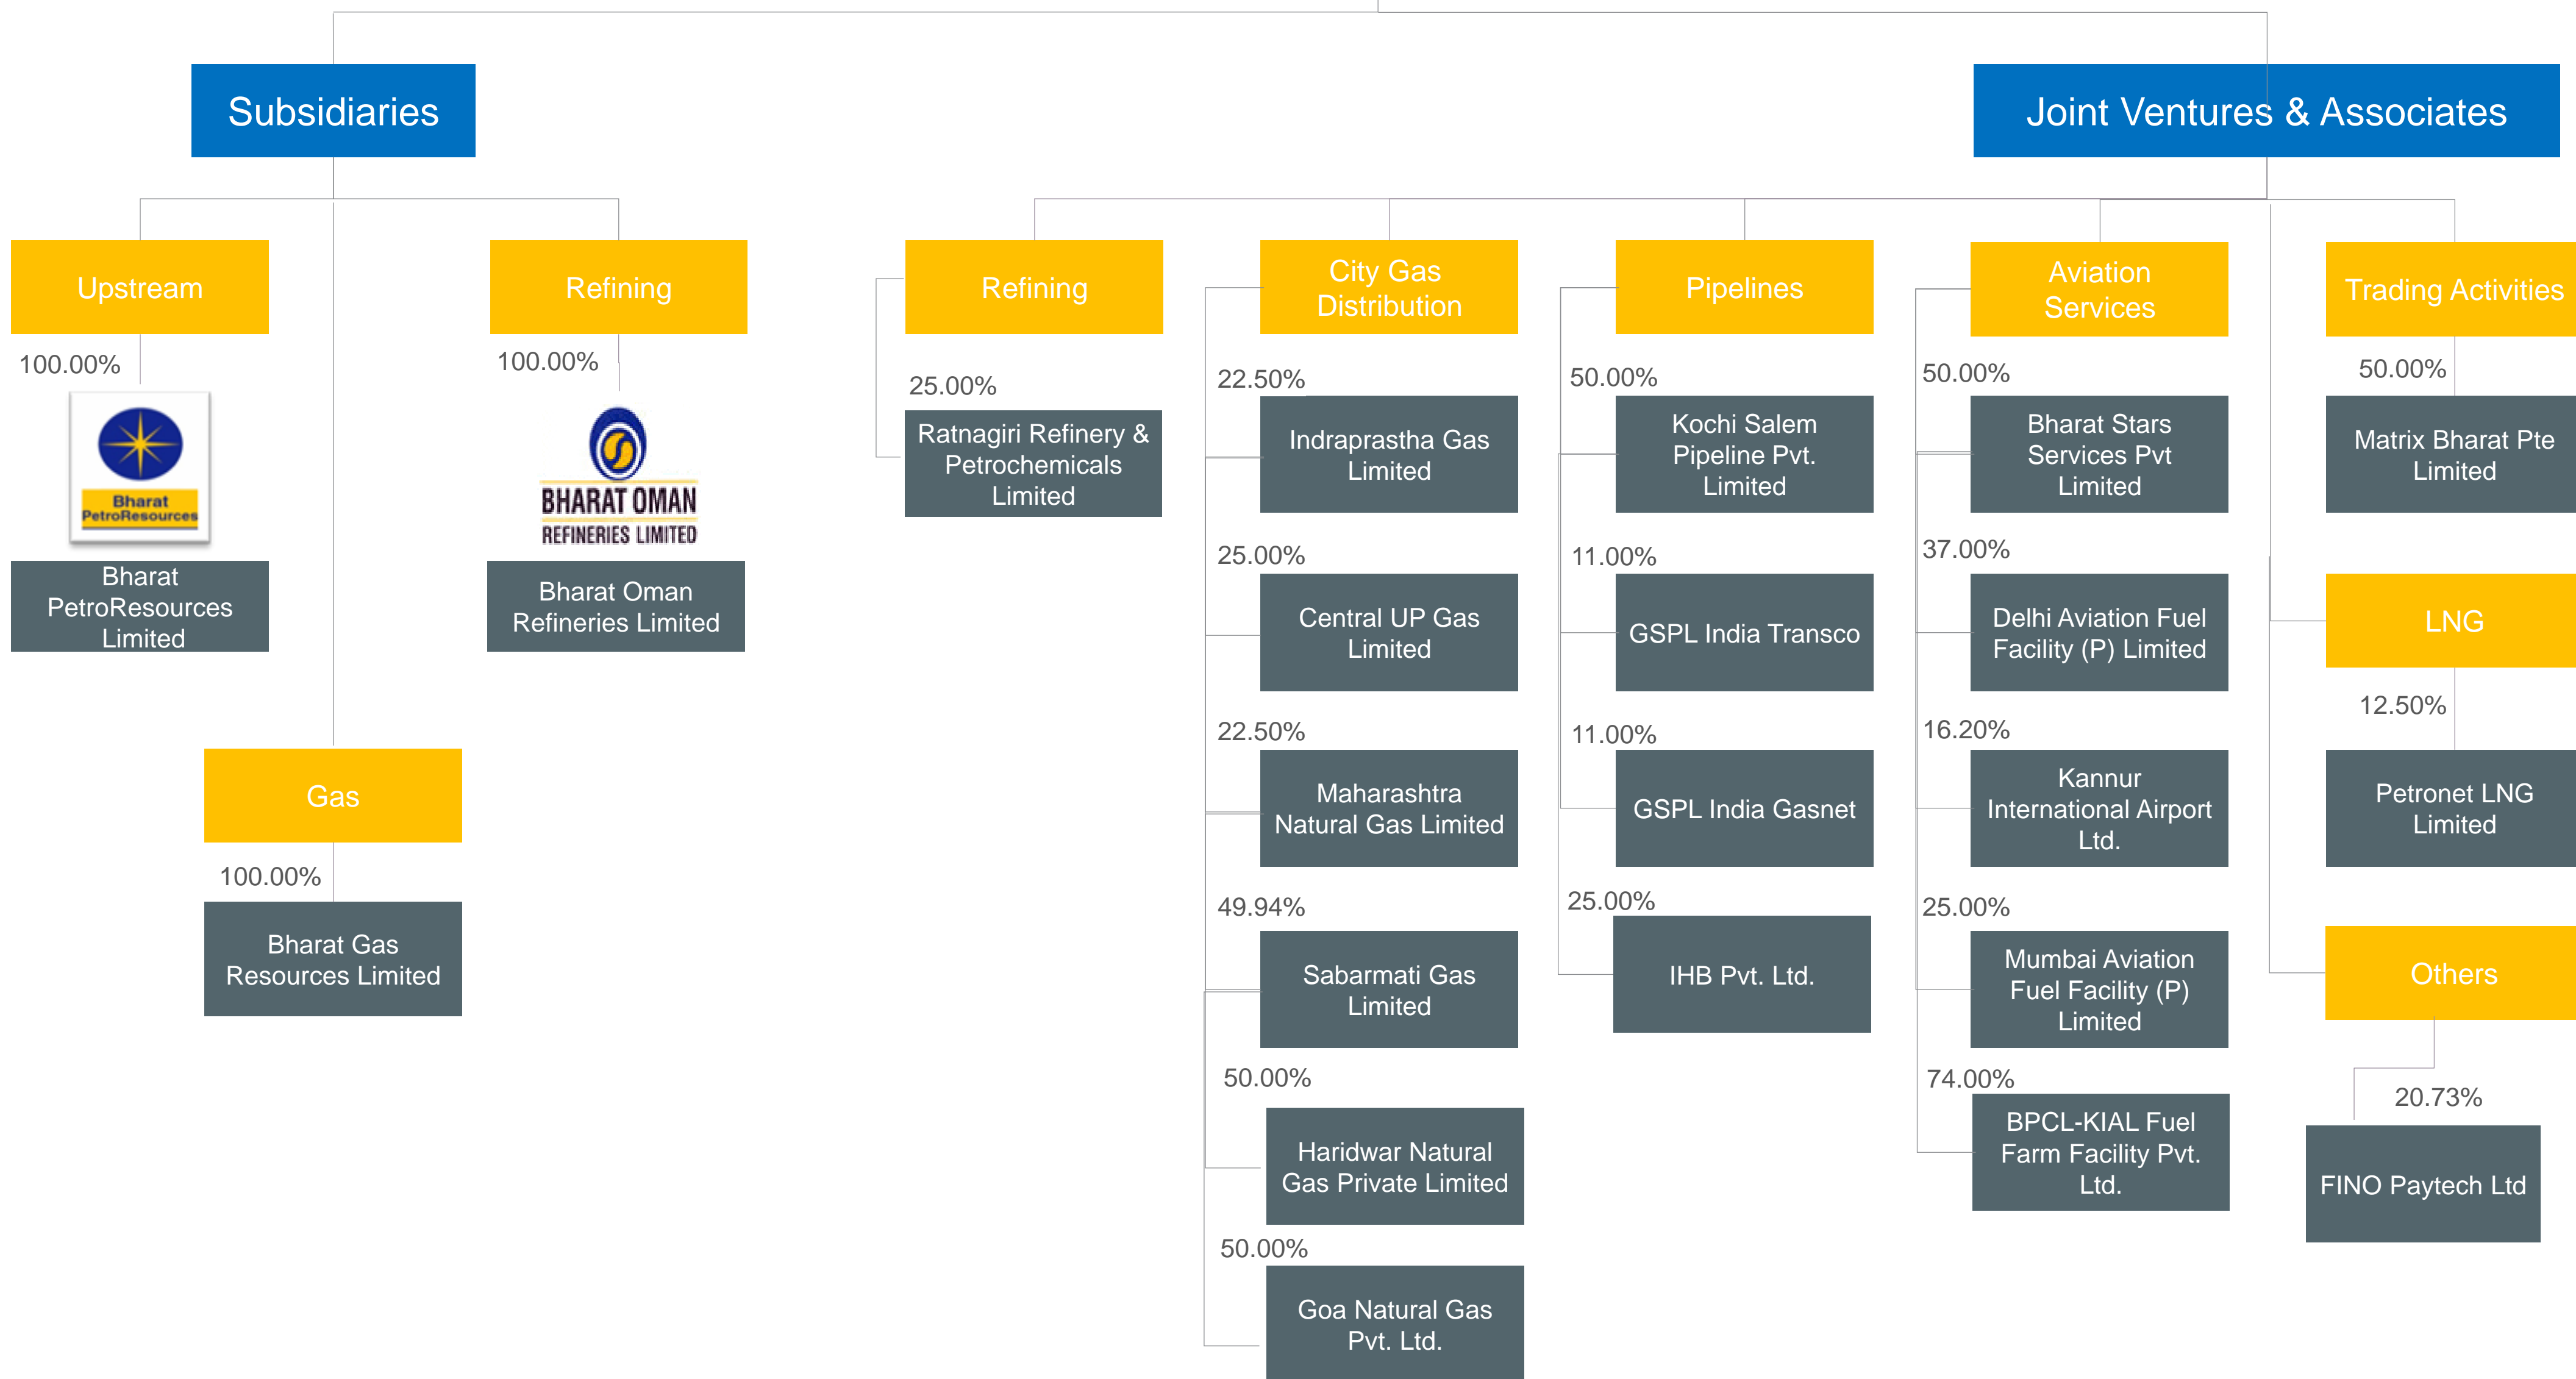 Subsidiaries
Joint Ventures & Associates
Upstream
100.00%
Bharat
PetroResources
Bharat
PetroResources
Limited
Refining
100.00%
BHARAT OMAN
REFINERIES LIMITED
Bharat Oman
Refineries Limited
Gas
100.00%
Bharat Gas
Resources Limited
Refining
25.00%
Ratnagiri Refinery &
Petrochemicals
Limited
City Gas
Distribution
22.50%
Indraprastha Gas
Limited
25.00%
Central UP Gas
Limited
22.50%
Maharashtra
Natural Gas Limited
49.94%
Sabarmati Gas
Limited
50.00%
Haridwar Natural
Gas Private Limited
50.00%
Goa Natural Gas
Pvt. Ltd.
Pipelines
50.00%
Kochi Salem
Pipeline Pvt.
Limited
11.00%
GSPL India Transco
11.00%
GSPL India Gasnet
25.00%
IHB Pvt. Ltd.
Aviation
Services
50.00%
Bharat Stars
Services Pvt
Limited
37.00%
Delhi Aviation Fuel
Facility (P) Limited
16.20%
Kannur
International Airport
Ltd.
25.00%
Mumbai Aviation
Fuel Facility (P)
Limited
74.00%
BPCL-KIAL Fuel
Farm Facility Pvt.
Ltd.
Trading Activities
50.00%
Matrix Bharat Pte
Limited
LNG
12.50%
Petronet LNG
Limited
Others
20.73%
FINO Paytech Ltd